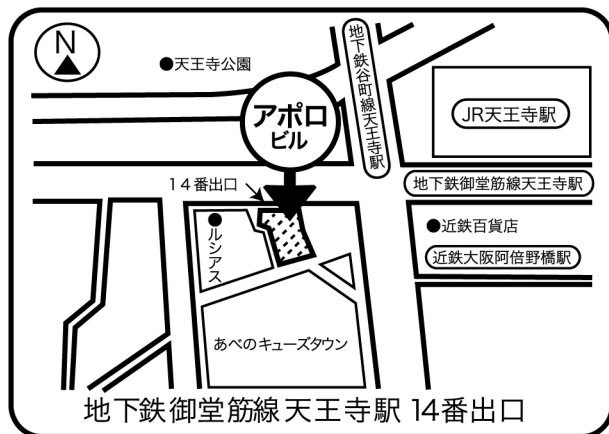 N
●天王寺公園
地下鉄谷町線天王寺駅
アポロ
ビル
JR天王寺駅
14番出口
地下鉄御堂筋線天王寺駅
●ルシアス
●近鉄百貨店
近鉄大阪阿倍野橋駅
あべのキューズタウン
地下鉄御堂筋線天王寺駅 14番出口